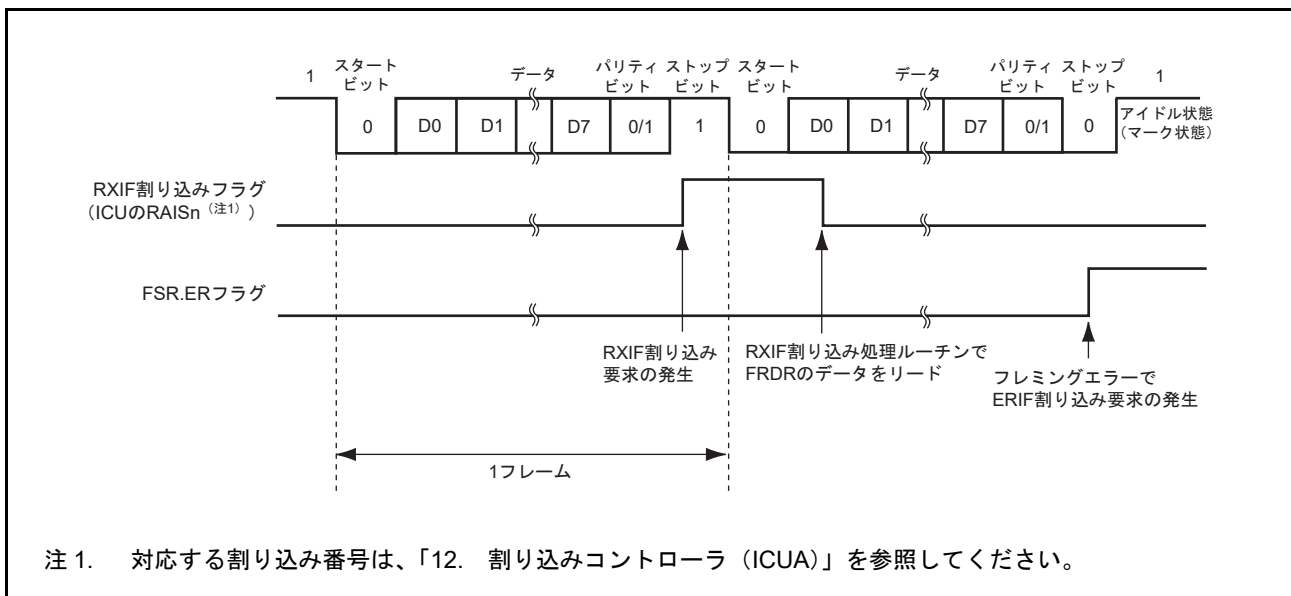 1 スタート ビット データ パリティ ビット ストップ ビット スタート ビット データ パリティ ビット ストップ ビット 1
0 D0 D1 D7 0/1 1 0 D0 D1 D7 0/1 0 アイドル状態
（マーク状態）
RXIF割り込みフラグ
（ICUのRAISn（注1））
FSR.ERフラグ
RXIF割り込み
要求の発生
RXIF割り込み処理ルーチンで
FRDRのデータをリード
フレミングエラーで
ERIF割り込み要求の発生
1フレーム
注 1. 対応する割り込み番号は、「12. 割り込みコントローラ（ICUA）」を参照してください。